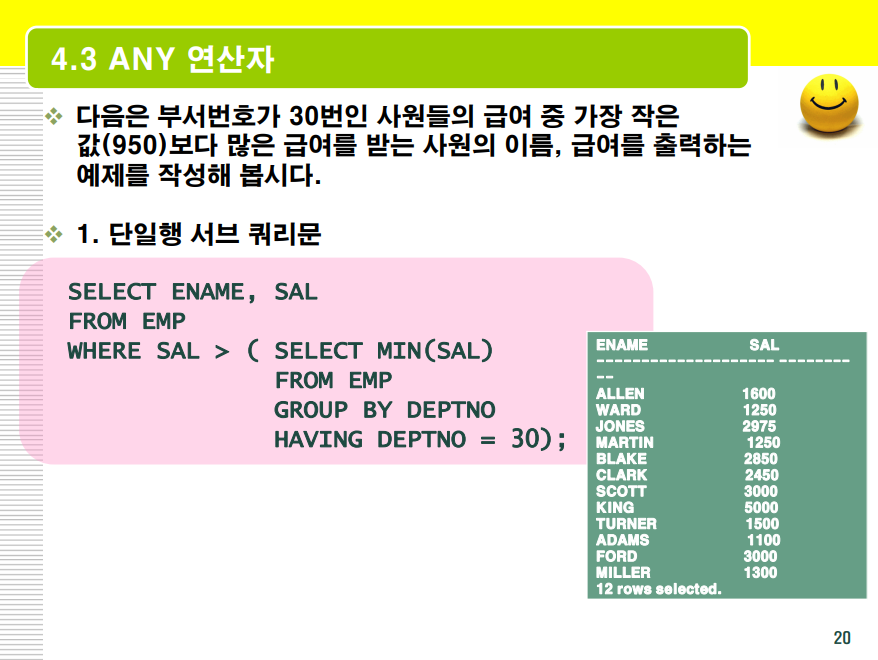 4.3 ANY 연산자
❖ 다음은 부서번호가 30번인 사원들의 급여 중 가장 작은
값(950)보다 많은 급여를 받는 사원의 이름, 급여를 출력하는
예제를 작성해 봅시다.
❖ 1. 단일행 서브 쿼리문
SELECT ENAME, SAL
FROM EMP
WHERE SAL > ( SELECT MIN(SAL)
FROM EMP
GROUP BY DEPTNO
HAVING DEPTNO = 30);
ENAME SAL
-------------------- --------
--
ALLEN 1600
WARD 1250
JONES 2975
MARTIN 1250
BLAKE 2850
CLARK 2450
SCOTT 3000
KING 5000
TURNER 1500
ADAMS 1100
FORD 3000
MILLER 1300
12 rows selected.
20